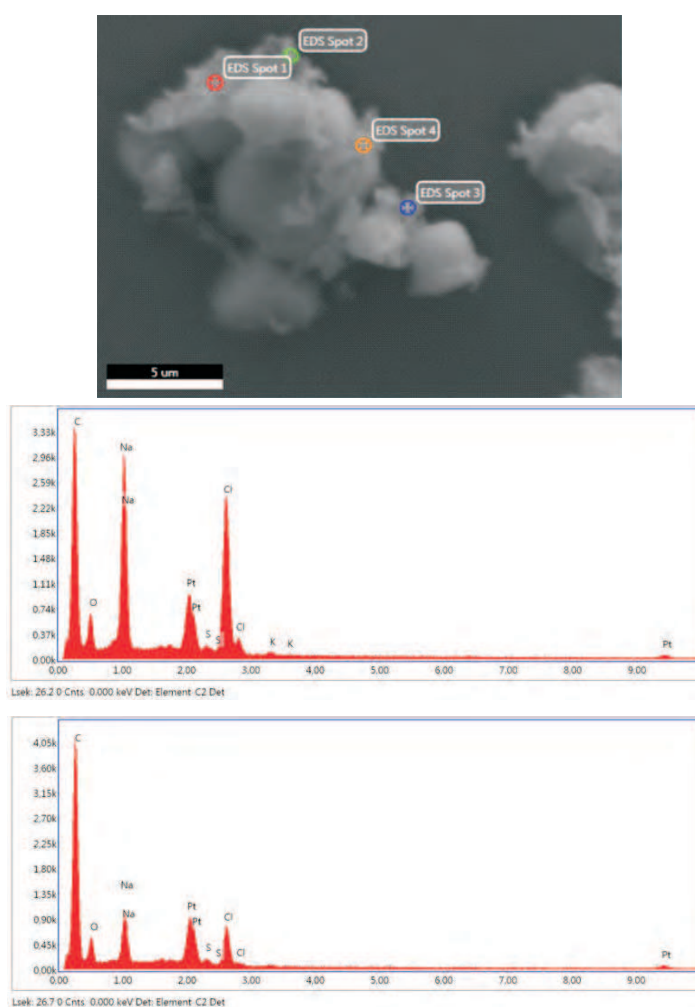 EDS Spot 2
EDS Spot 1
EDS Spot 4
EDS Spot 3
5 um
3.33k
2.96k
2.59k
2.22k
1.85k
1.48k
1.11k
0.74k
0.37k
0.00k
C
O
Na
Na
Pt
Pt
S
S
Cl
Cl
K
K
Pt
0.00 1.00 2.00 3.00 4.00 5.00 6.00 7.00 8.00 9.00
Lsek: 26.2 0 Cnts 0.000 keV Det: Element-C2 Det
4.05k
3.60k
3.15k
2.70k
2.25k
1.80k
1.35k
0.90k
0.45k
0.00k
C
O
Na
Na
Pt
Pt
S
S
Cl
Cl
Pt
0.00 1.00 2.00 3.00 4.00 5.00 6.00 7.00 8.00 9.00
Lsek: 26.7 0 Cnts 0.000 keV Det: Element-C2 Det